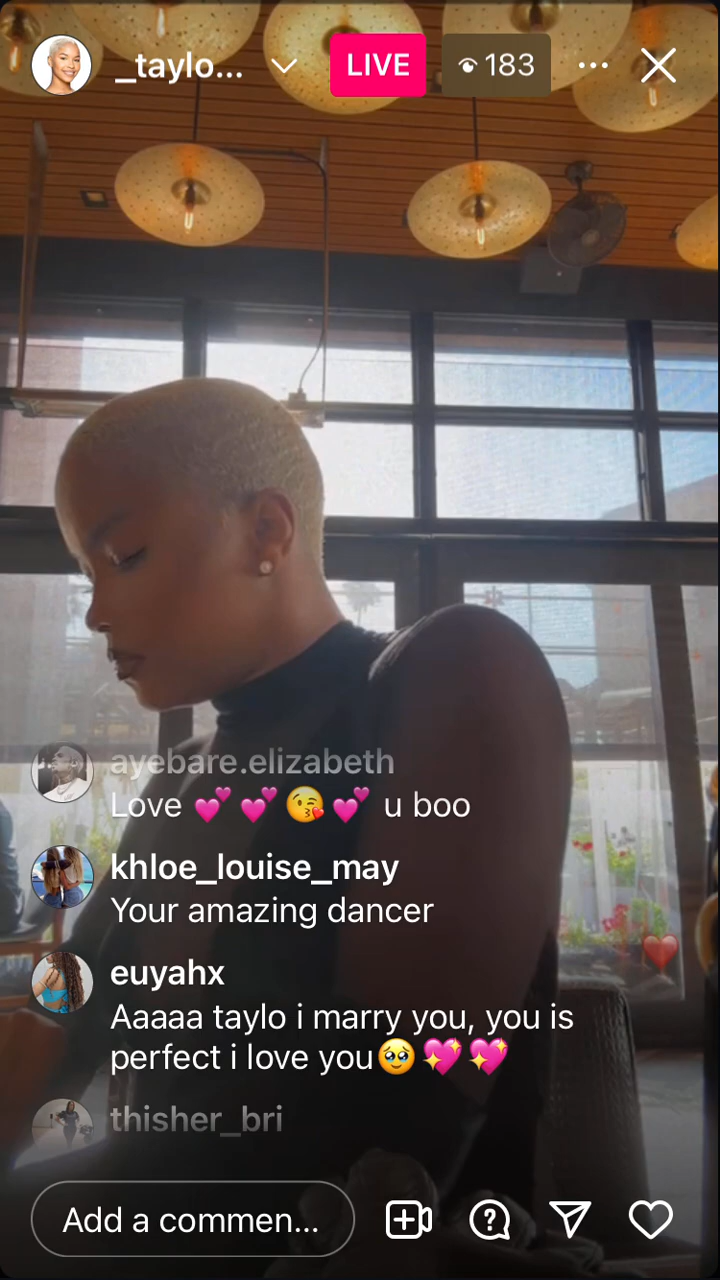 _taylo...
LIVE
183
ayebare.elizabeth
Love 💕 💕 😘 💕 u boo
khloe_louise_may
Your amazing dancer
euyahx
Aaaaa taylo i marry you, you is
perfect i love you🥹💖💖
thisher_bri
Add a commen...